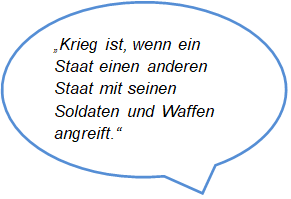 „Krieg ist, wenn ein
Staat einen anderen
Staat mit seinen
Soldaten und Waffen
angreift.“